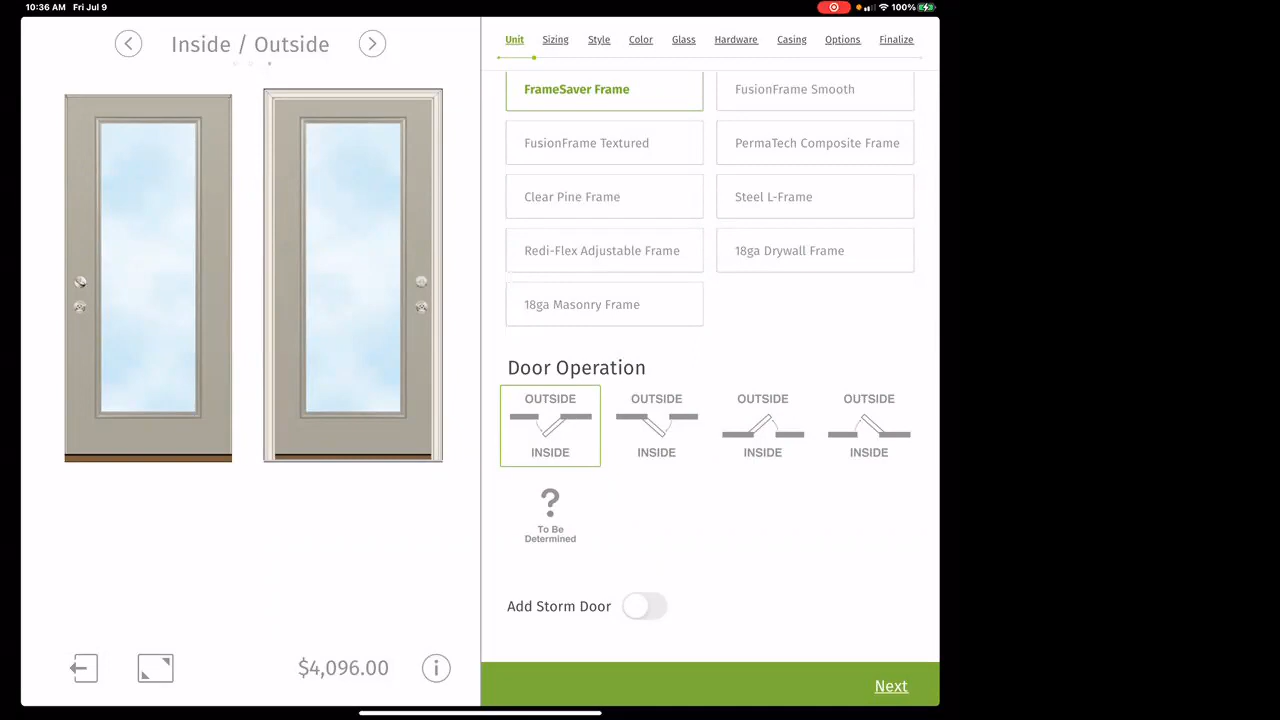 10:36 AM Fri Jul 9
100%
Inside / Outside
Unit Sizing Style Color Glass Hardware Casing Options Finalize
FrameSaver Frame
FusionFrame Smooth
FusionFrame Textured
PermaTech Composite Frame
Clear Pine Frame
Steel L-Frame
Redi-Flex Adjustable Frame
18ga Drywall Frame
18ga Masonry Frame
Door Operation
OUTSIDE OUTSIDE OUTSIDE OUTSIDE
INSIDE INSIDE INSIDE INSIDE
?
To Be
Determined
Add Storm Door
$4,096.00
i
Next